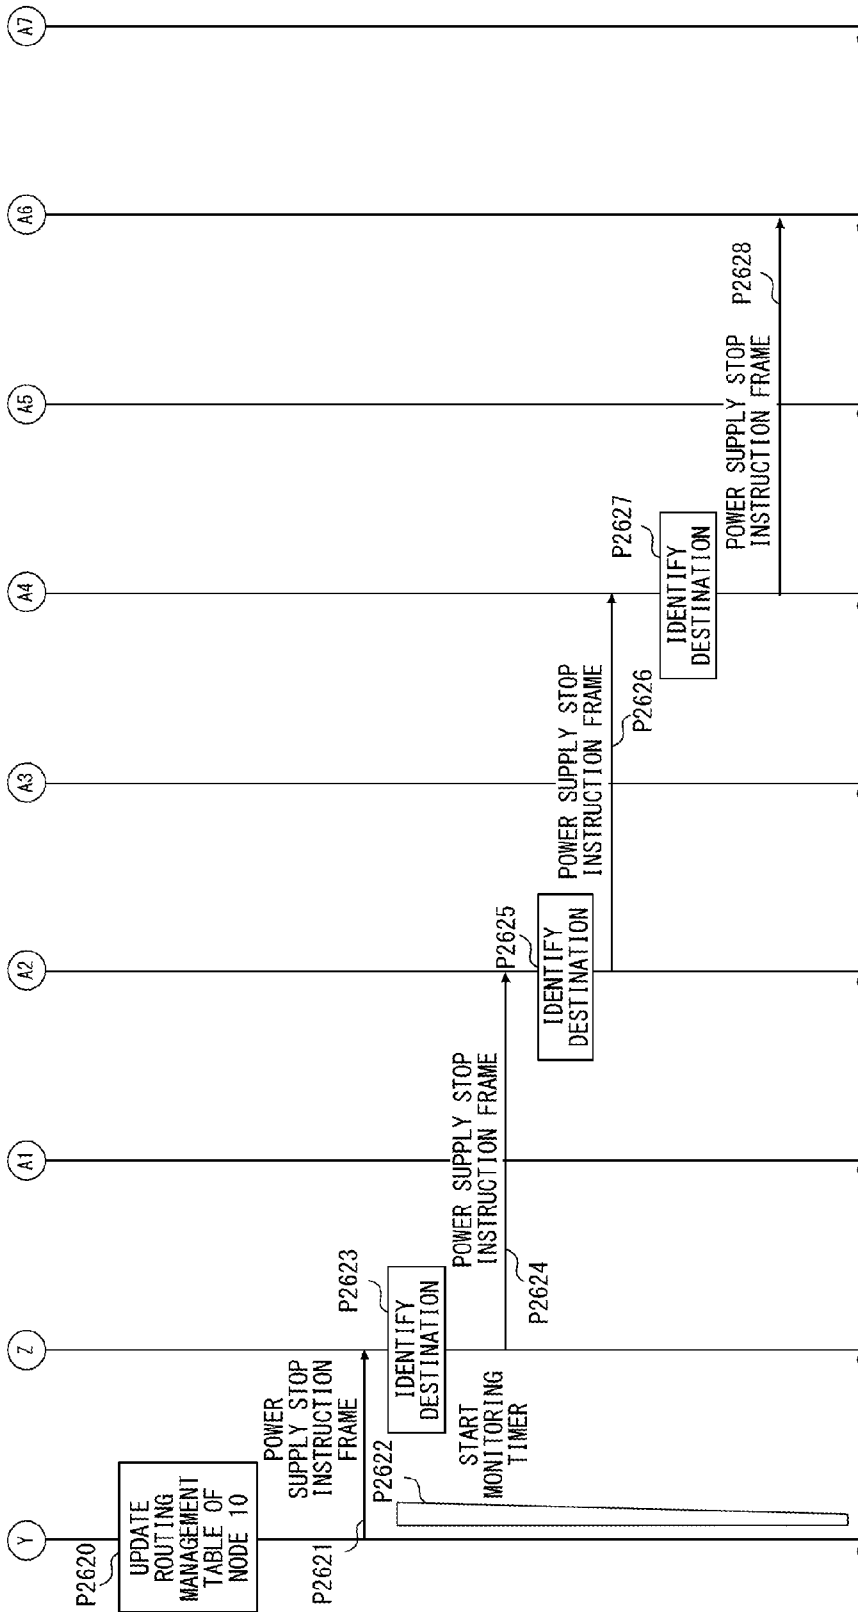 Y
Z
A1
A2
A3
A4
A5
A6
A7
P2620
UPDATE
ROUTING
MANAGEMENT
TABLE OF
NODE 10
POWER
SUPPLY STOP
INSTRUCTION
FRAME
P2621
P2622
START
MONITORING
TIMER
P2623
IDENTIFY
DESTINATION
POWER SUPPLY STOP
INSTRUCTION FRAME
P2624
P2625
IDENTIFY
DESTINATION
POWER SUPPLY STOP
INSTRUCTION FRAME
P2626
P2627
IDENTIFY
DESTINATION
POWER SUPPLY STOP
INSTRUCTION FRAME
P2628